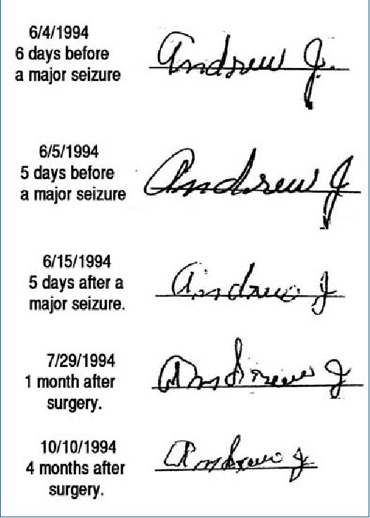 6/4/1994
6 days before
a major seizure
Andrew J.
6/5/1994
5 days before
a major seizure
Andrew J
6/15/1994
5 days after a
major seizure.
Andrew J
7/29/1994
1 month after
surgery.
Andrew J
10/10/1994
4 months after
surgery.
Andrew J